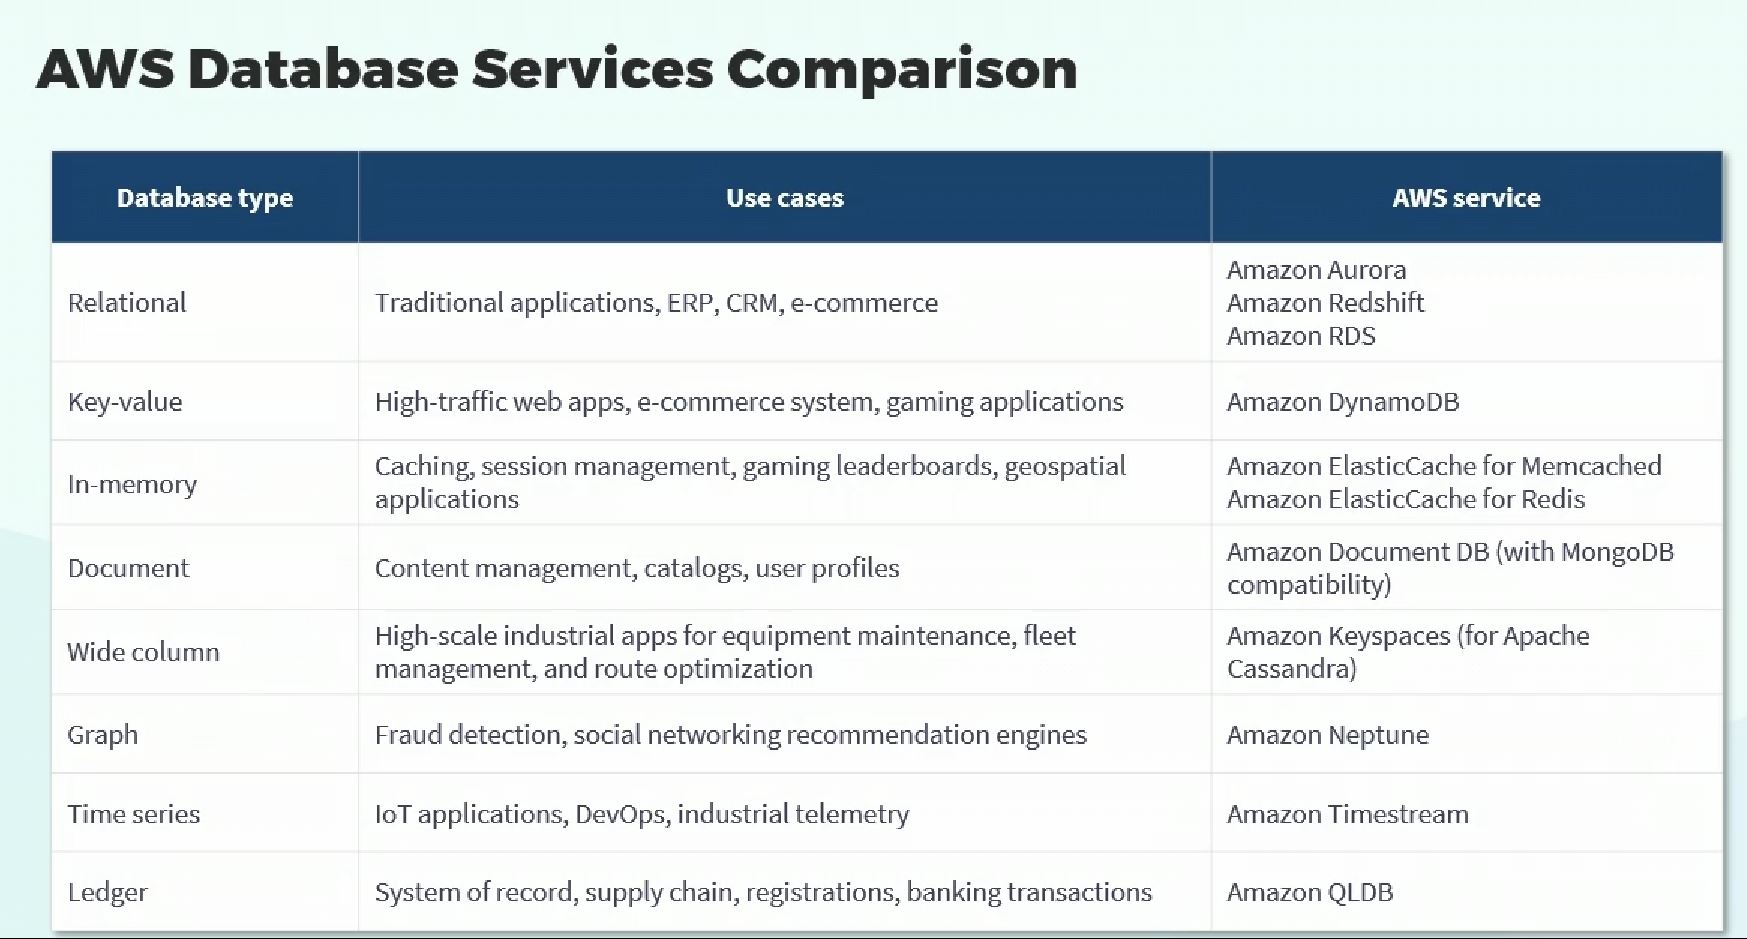 AWS Database Services Comparison
Database type
Use cases
AWS service
Relational
Traditional applications, ERP, CRM, e-commerce
Amazon Aurora
Amazon Redshift
Amazon RDS
Key-value
High-traffic web apps, e-commerce system, gaming applications
Amazon DynamoDB
In-memory
Caching, session management, gaming leaderboards, geospatial
applications
Amazon ElasticCache for Memcached
Amazon ElasticCache for Redis
Document
Content management, catalogs, user profiles
Amazon Document DB (with MongoDB
compatibility)
Wide column
High-scale industrial apps for equipment maintenance, fleet
management, and route optimization
Amazon Keyspaces (for Apache
Cassandra)
Graph
Fraud detection, social networking recommendation engines
Amazon Neptune
Time series
IoT applications, DevOps, industrial telemetry
Amazon Timestream
Ledger
System of record, supply chain, registrations, banking transactions
Amazon QLDB